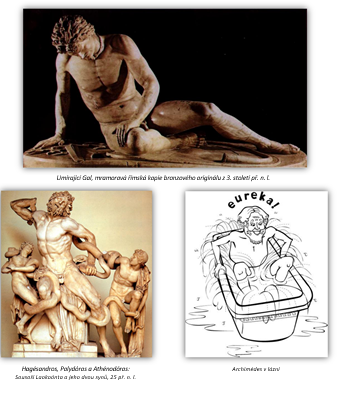 Umírající Gal, mramorová římská kopie bronzového originálu z 3. století př. n. l.
eureka!
Hagésandros, Polydóros a Athénodóros:
Sousoší Laokoónta a jeho dvou synů, 25 př. n. l.
Archimédes v lázni